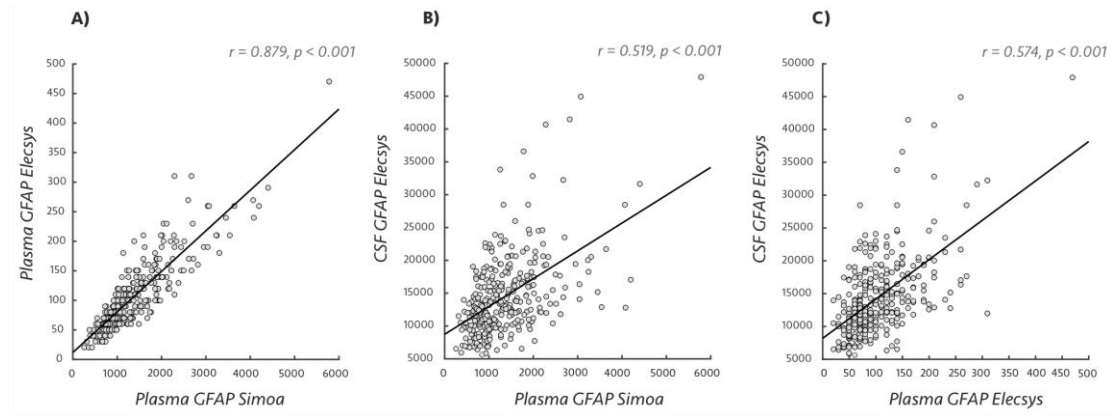 A)
r = 0.879, p < 0.001
Plasma GFAP Elecsys
500
450
400
350
300
250
200
150
100
50
0
0 1000 2000 3000 4000 5000 6000
Plasma GFAP Simoa
B)
r = 0.519, p < 0.001
CSF GFAP Elecsys
50000
45000
40000
35000
30000
25000
20000
15000
10000
5000
0 1000 2000 3000 4000 5000 6000
Plasma GFAP Simoa
C)
r = 0.574, p < 0.001
CSF GFAP Elecsys
50000
45000
40000
35000
30000
25000
20000
15000
10000
5000
0 50 100 150 200 250 300 350 400 450 500
Plasma GFAP Elecsys